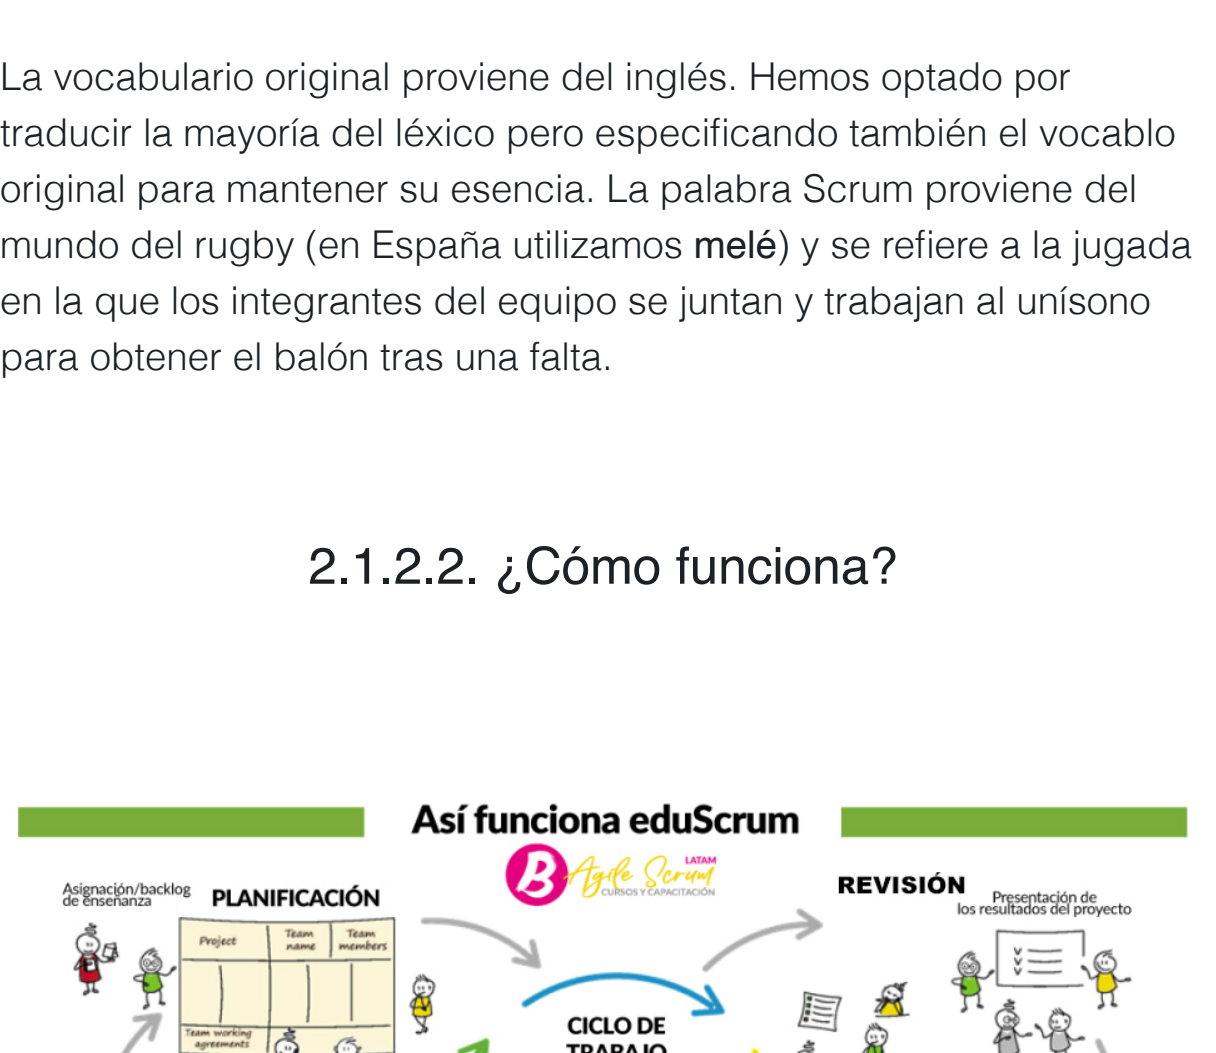 La vocabulario original proviene del inglés. Hemos optado por
traducir la mayoría del léxico pero especificando también el vocablo
original para mantener su esencia. La palabra Scrum proviene del
mundo del rugby (en España utilizamos melé) y se refiere a la jugada
en la que los integrantes del equipo se juntan y trabajan al unísono
para obtener el balón tras una falta.
2.1.2.2. ¿Cómo funciona?
Así funciona eduScrum
B Agile Scrum LATAM
CURSOS Y CAPACITACIÓN
Asignación/backlog
de enseñanza
PLANIFICACIÓN
Project
Team
name
Team
members
Team working
agreements
CICLO DE
TRABAJO
REVISIÓN
Presentación de
los resultados del proyecto